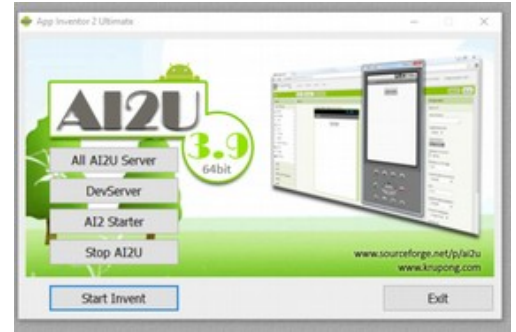 App Inventor 2 Ultimate
AI2U
3.9
64bit
All AI2U Server
DevServer
AI2 Starter
Stop AI2U
www.sourceforge.net/p/ai2u
www.krupong.com
Start Invent
Exit